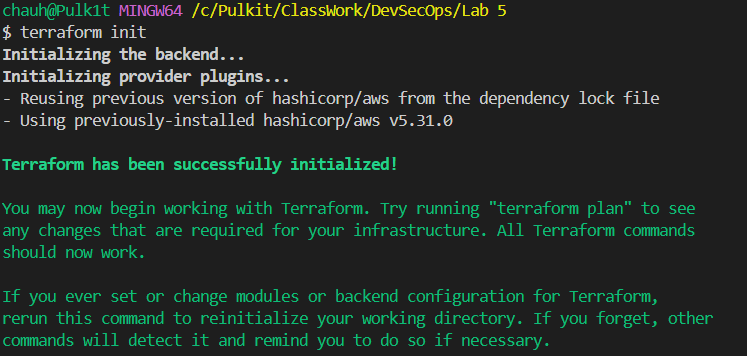 chauh@Pulk1t MINGW64 /c/Pulkit/ClassWork/DevSecOps/Lab 5
$ terraform init
Initializing the backend...
Initializing provider plugins...
- Reusing previous version of hashicorp/aws from the dependency lock file
- Using previously-installed hashicorp/aws v5.31.0
Terraform has been successfully initialized!
You may now begin working with Terraform. Try running "terraform plan" to see
any changes that are required for your infrastructure. All Terraform commands
should now work.
If you ever set or change modules or backend configuration for Terraform,
rerun this command to reinitialize your working directory. If you forget, other
commands will detect it and remind you to do so if necessary.